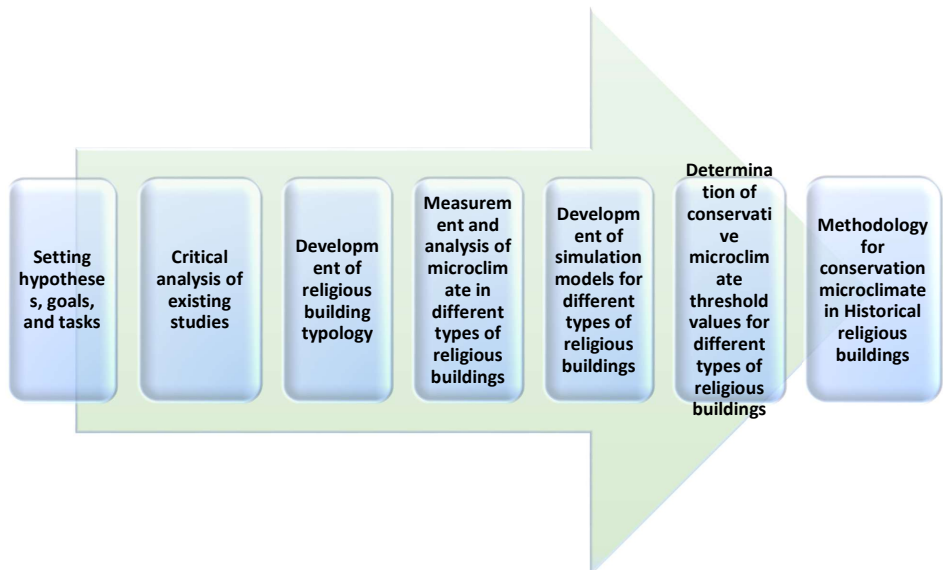 Setting
hypothese
s, goals,
and tasks
Critical
analysis of
existing
studies
Developm
ent of
religious
building
typology
Measurem
ent and
analysis of
microclim
ate in
different
types of
religious
buildings
Developm
ent of
simulation
models for
different
types of
religious
buildings
Determina
tion of
conservati
ve
microclim
ate
threshold
values for
different
types of
religious
buildings
Methodology
for
conservation
microclimate
in Historical
religious
buildings